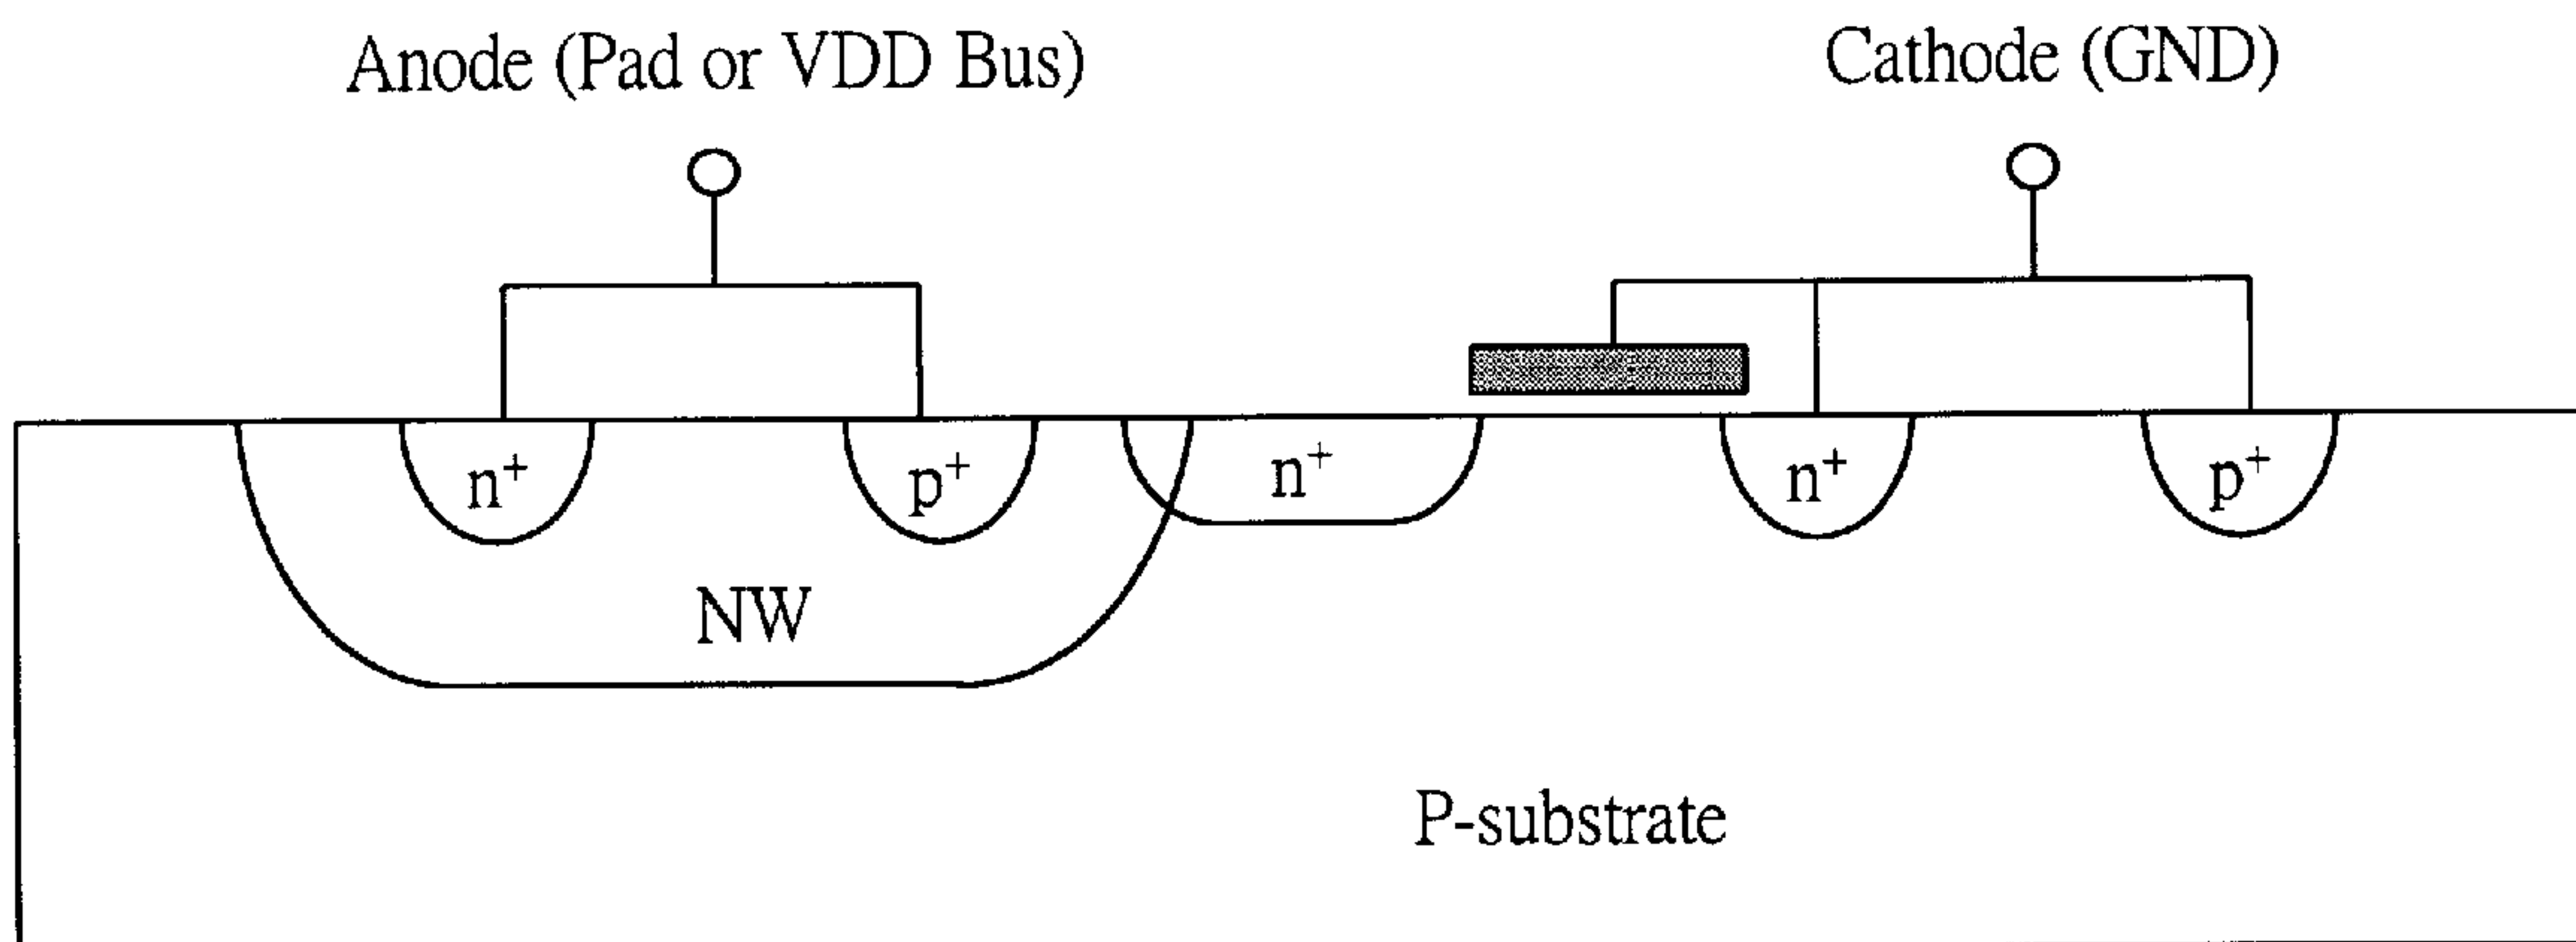 Anode (Pad or VDD Bus)
Cathode (GND)
n⁺
p⁺
n⁺
n⁺
p⁺
NW
P-substrate